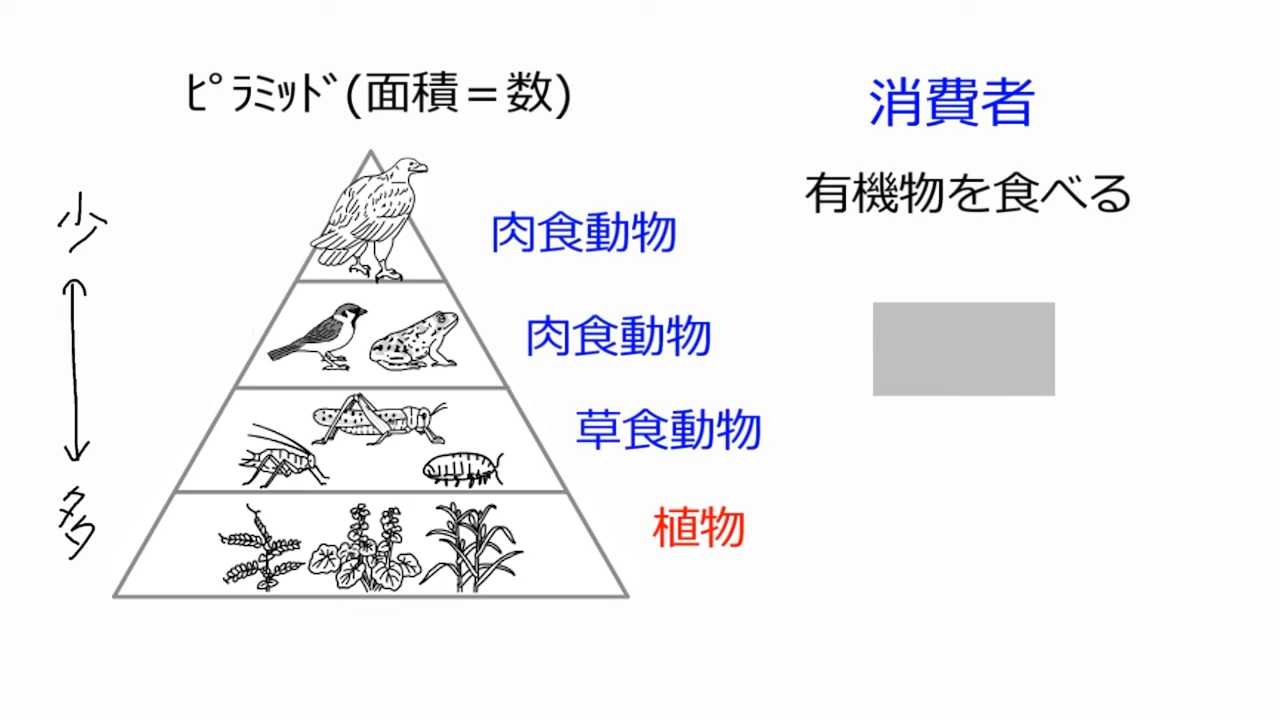 ﾋﾟﾗﾐｯﾄﾞ(面積＝数)
消費者
有機物を食べる
少
多
肉食動物
肉食動物
草食動物
植物